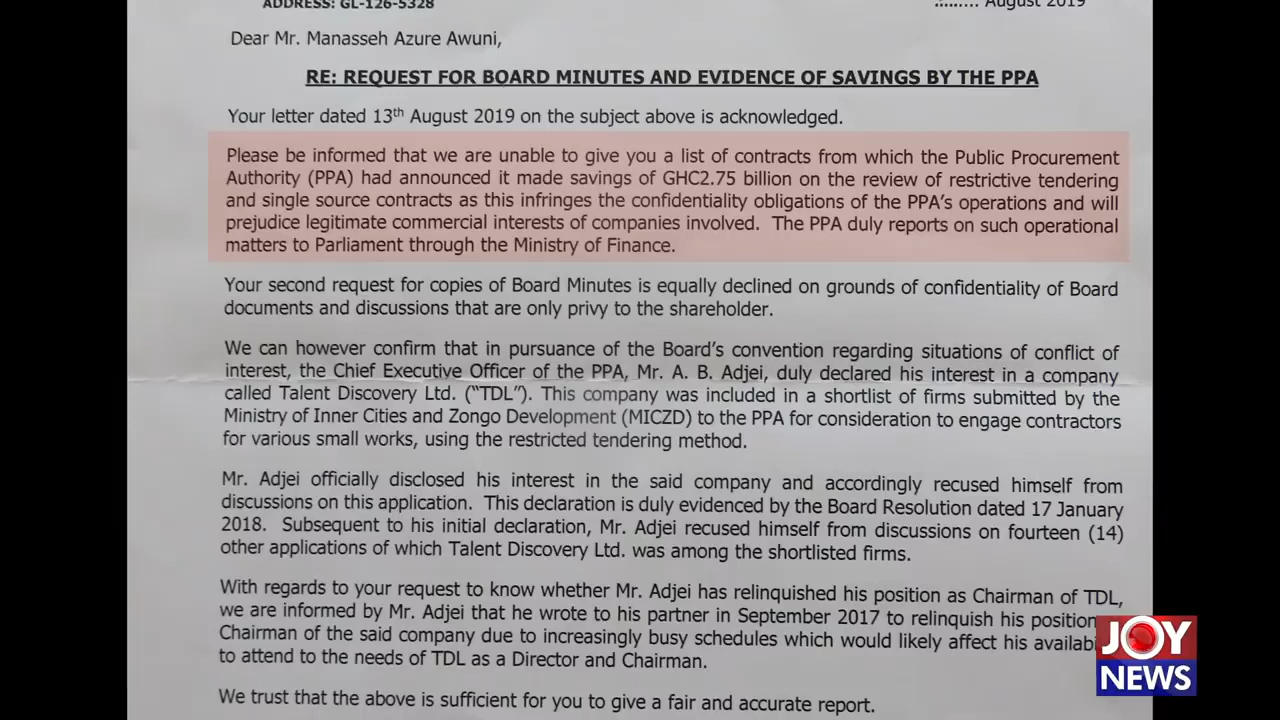 ADDRESS: GL-126-5328
........ August 2019
Dear Mr. Manasseh Azure Awuni,
RE: REQUEST FOR BOARD MINUTES AND EVIDENCE OF SAVINGS BY THE PPA
Your letter dated 13th August 2019 on the subject above is acknowledged.
Please be informed that we are unable to give you a list of contracts from which the Public Procurement
Authority (PPA) had announced it made savings of GHC2.75 billion on the review of restrictive tendering
and single source contracts as this infringes the confidentiality obligations of the PPA's operations and will
prejudice legitimate commercial interests of companies involved. The PPA duly reports on such operational
matters to Parliament through the Ministry of Finance.
Your second request for copies of Board Minutes is equally declined on grounds of confidentiality of Board
documents and discussions that are only privy to the shareholder.
We can however confirm that in pursuance of the Board's convention regarding situations of conflict of
interest, the Chief Executive Officer of the PPA, Mr. A. B. Adjei, duly declared his interest in a company
called Talent Discovery Ltd. ("TDL"). This company was included in a shortlist of firms submitted by the
Ministry of Inner Cities and Zongo Development (MICZD) to the PPA for consideration to engage contractors
for various small works, using the restricted tendering method.
Mr. Adjei officially disclosed his interest in the said company and accordingly recused himself from
discussions on this application. This declaration is duly evidenced by the Board Resolution dated 17 January
2018. Subsequent to his initial declaration, Mr. Adjei recused himself from discussions on fourteen (14)
other applications of which Talent Discovery Ltd. was among the shortlisted firms.
With regards to your request to know whether Mr. Adjei has relinquished his position as Chairman of TDL,
we are informed by Mr. Adjei that he wrote to his partner in September 2017 to relinquish his position
Chairman of the said company due to increasingly busy schedules which would likely affect his availabi
to attend to the needs of TDL as a Director and Chairman.
We trust that the above is sufficient for you to give a fair and accurate report.
JOY
NEWS